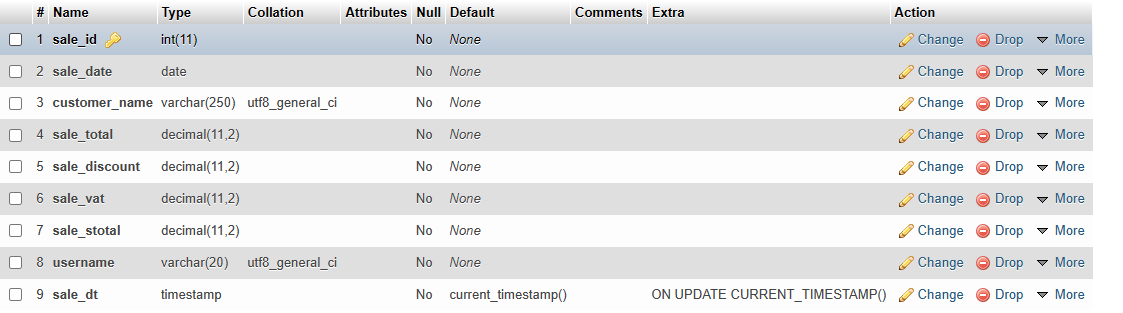 # Name Type Collation Attributes Null Default Comments Extra Action
1 sale_id int(11) No None Change Drop More
2 sale_date date No None Change Drop More
3 customer_name varchar(250) utf8_general_ci No None Change Drop More
4 sale_total decimal(11,2) No None Change Drop More
5 sale_discount decimal(11,2) No None Change Drop More
6 sale_vat decimal(11,2) No None Change Drop More
7 sale_stotal decimal(11,2) No None Change Drop More
8 username varchar(20) utf8_general_ci No None Change Drop More
9 sale_dt timestamp No current_timestamp() ON UPDATE CURRENT_TIMESTAMP() Change Drop More